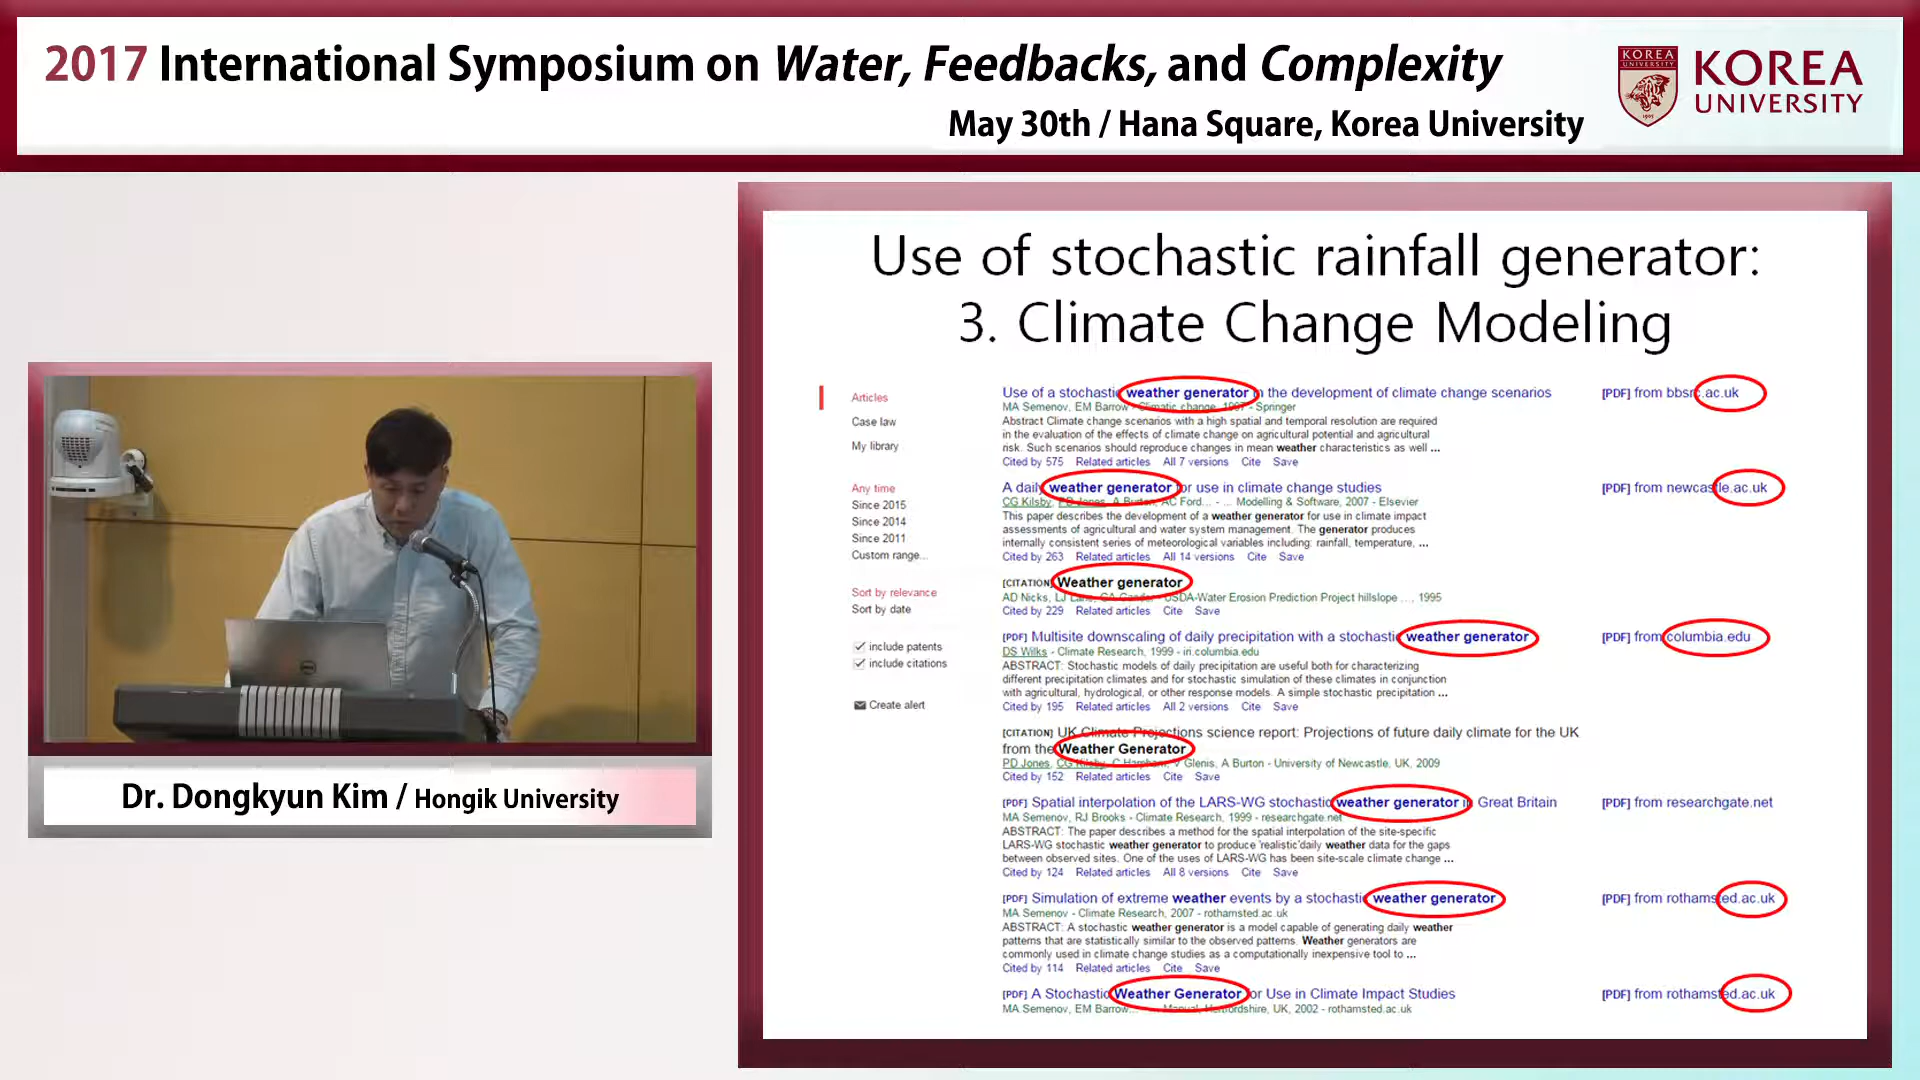 2017 International Symposium on Water, Feedbacks, and Complexity
May 30th / Hana Square, Korea University
KOREA
UNIVERSITY
KOREA
UNIVERSITY
Dr. Dongkyun Kim / Hongik University
Use of stochastic rainfall generator:
3. Climate Change Modeling
Articles
Case law
My library
Any time
Since 2015
Since 2014
Since 2011
Custom range...
Sort by relevance
Sort by date
include patents
include citations
Create alert
Use of a stochastic weather generator in the development of climate change scenarios
[PDF] from bbsrc.ac.uk
MA Semenov, EM Barrow - Climatic change, 1997 - Springer
Abstract Climate change scenarios with a high spatial and temporal resolution are required
in the evaluation of the effects of climate change on agricultural potential and agricultural
risk. Such scenarios should reproduce changes in mean weather characteristics as well ...
Cited by 575 Related articles All 7 versions Cite Save
A daily weather generator for use in climate change studies
[PDF] from newcastle.ac.uk
CG Kilsby, PD Jones, A Burton, AC Ford... - ... Modelling & Software, 2007 - Elsevier
This paper describes the development of a weather generator for use in climate impact
assessments of agricultural and water system management. The generator produces
internally consistent series of meteorological variables including: rainfall, temperature, ...
Cited by 263 Related articles All 14 versions Cite Save
[CITATION] Weather generator
AD Nicks, LJ Lane, GA Gander - USDA-Water Erosion Prediction Project hillslope ..., 1995
Cited by 229 Related articles Cite Save
[PDF] Multisite downscaling of daily precipitation with a stochastic weather generator
[PDF] from columbia.edu
DS Wilks - Climate Research, 1999 - iri.columbia.edu
ABSTRACT: Stochastic models of daily precipitation are useful both for characterizing
different precipitation climates and for stochastic simulation of these climates in conjunction
with agricultural, hydrological, or other response models. A simple stochastic precipitation ...
Cited by 195 Related articles All 2 versions Cite Save
[CITATION] UK Climate Projections science report: Projections of future daily climate for the UK
from the Weather Generator
PD Jones, CG Kilsby, C Harpham, V Glenis, A Burton - University of Newcastle, UK, 2009
Cited by 152 Related articles Cite Save
[PDF] Spatial interpolation of the LARS-WG stochastic weather generator in Great Britain
[PDF] from researchgate.net
MA Semenov, RJ Brooks - Climate Research, 1999 - researchgate.net
ABSTRACT: The paper describes a method for the spatial interpolation of the site-specific
LARS-WG stochastic weather generator to produce 'realistic'daily weather data for the gaps
between observed sites. One of the uses of LARS-WG has been site-scale climate change ...
Cited by 124 Related articles All 8 versions Cite Save
[PDF] Simulation of extreme weather events by a stochastic weather generator
[PDF] from rothamsted.ac.uk
MA Semenov - Climate Research, 2007 - rothamsted.ac.uk
ABSTRACT: A stochastic weather generator is a model capable of generating daily weather
patterns that are statistically similar to the observed patterns. Weather generators are
commonly used in climate change studies as a computationally inexpensive tool to ...
Cited by 114 Related articles Cite Save
[PDF] A Stochastic Weather Generator for Use in Climate Impact Studies
[PDF] from rothamsted.ac.uk
MA Semenov, EM Barrow... Manual, Hertfordshire, UK, 2002 - rothamsted.ac.uk